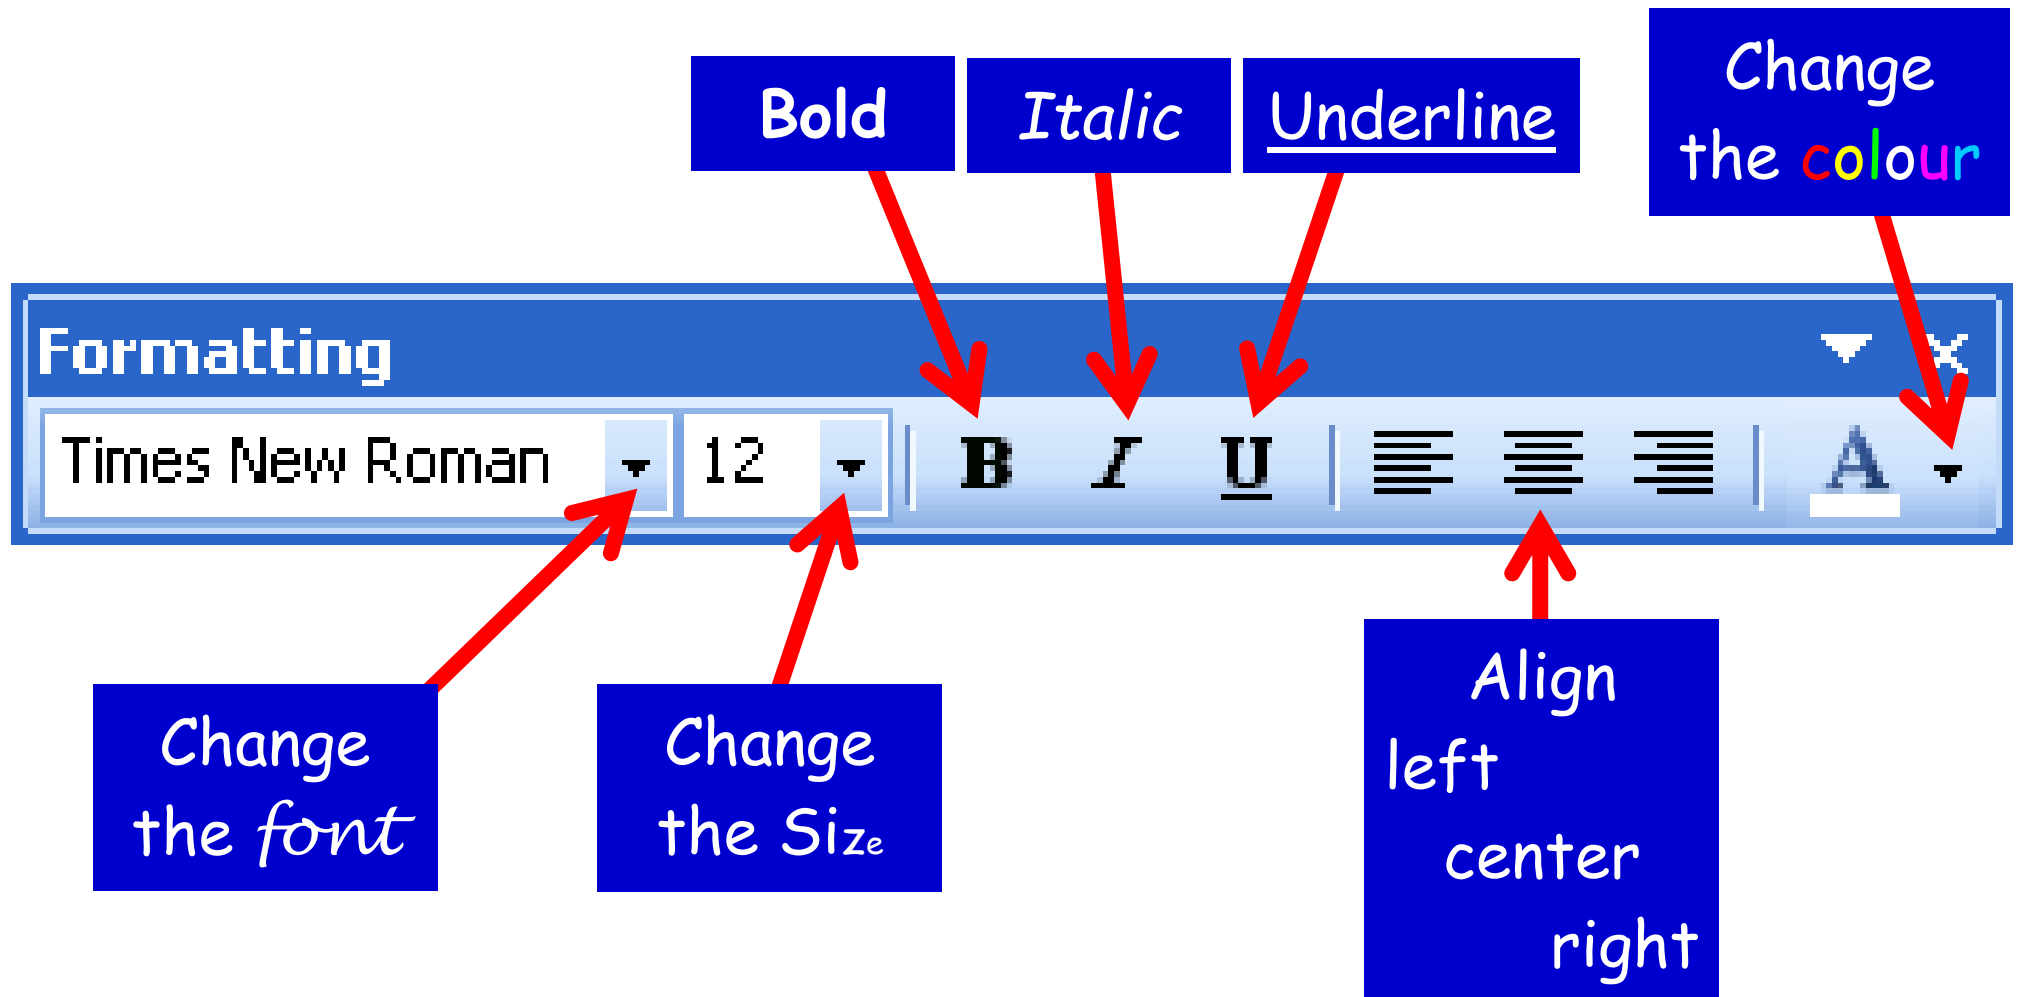 Bold
Italic
Underline
Change
the colour
Formatting
Times New Roman
12
B
I
U
A
Change
the font
Change
the Size
Align
left
center
right